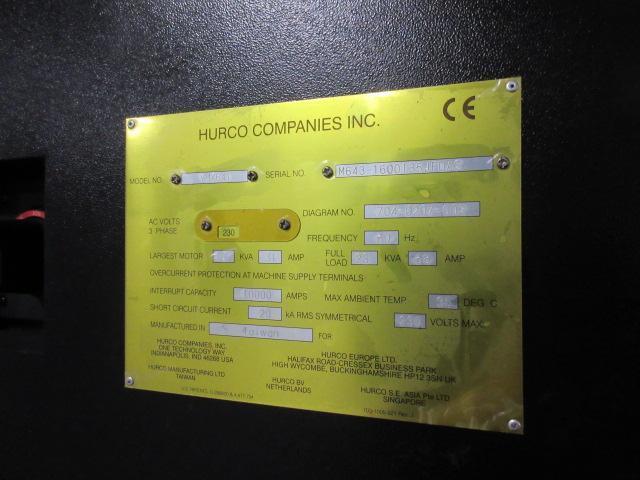 HURCO COMPANIES INC.
CE
MODEL NO.
SERIAL NO.
AC VOLTS
3 PHASE
230
DIAGRAM NO.
FREQUENCY Hz.
LARGEST MOTOR KVA AMP FULL LOAD KVA AMP
OVERCURRENT PROTECTION AT MACHINE SUPPLY TERMINALS:
INTERRUPT CAPACITY 10000 AMPS MAX AMBIENT TEMP. DEG C
SHORT CIRCUIT CURRENT 20 kA RMS SYMMETRICAL VOLTS MAX.
MANUFACTURED IN Taiwan FOR:
HURCO COMPANIES, INC.
ONE TECHNOLOGY WAY
INDIANAPOLIS, IND 46268 USA
HURCO EUROPE LTD.
HALIFAX ROAD-CRESSEX BUSINESS PARK
HIGH WYCOMBE, BUCKINGHAMSHIRE HP12 3SN UK
HURCO MANUFACTURING LTD
TAIWAN
HURCO BV
NETHERLANDS
HURCO S.E. ASIA Pte LTD
SINGAPORE